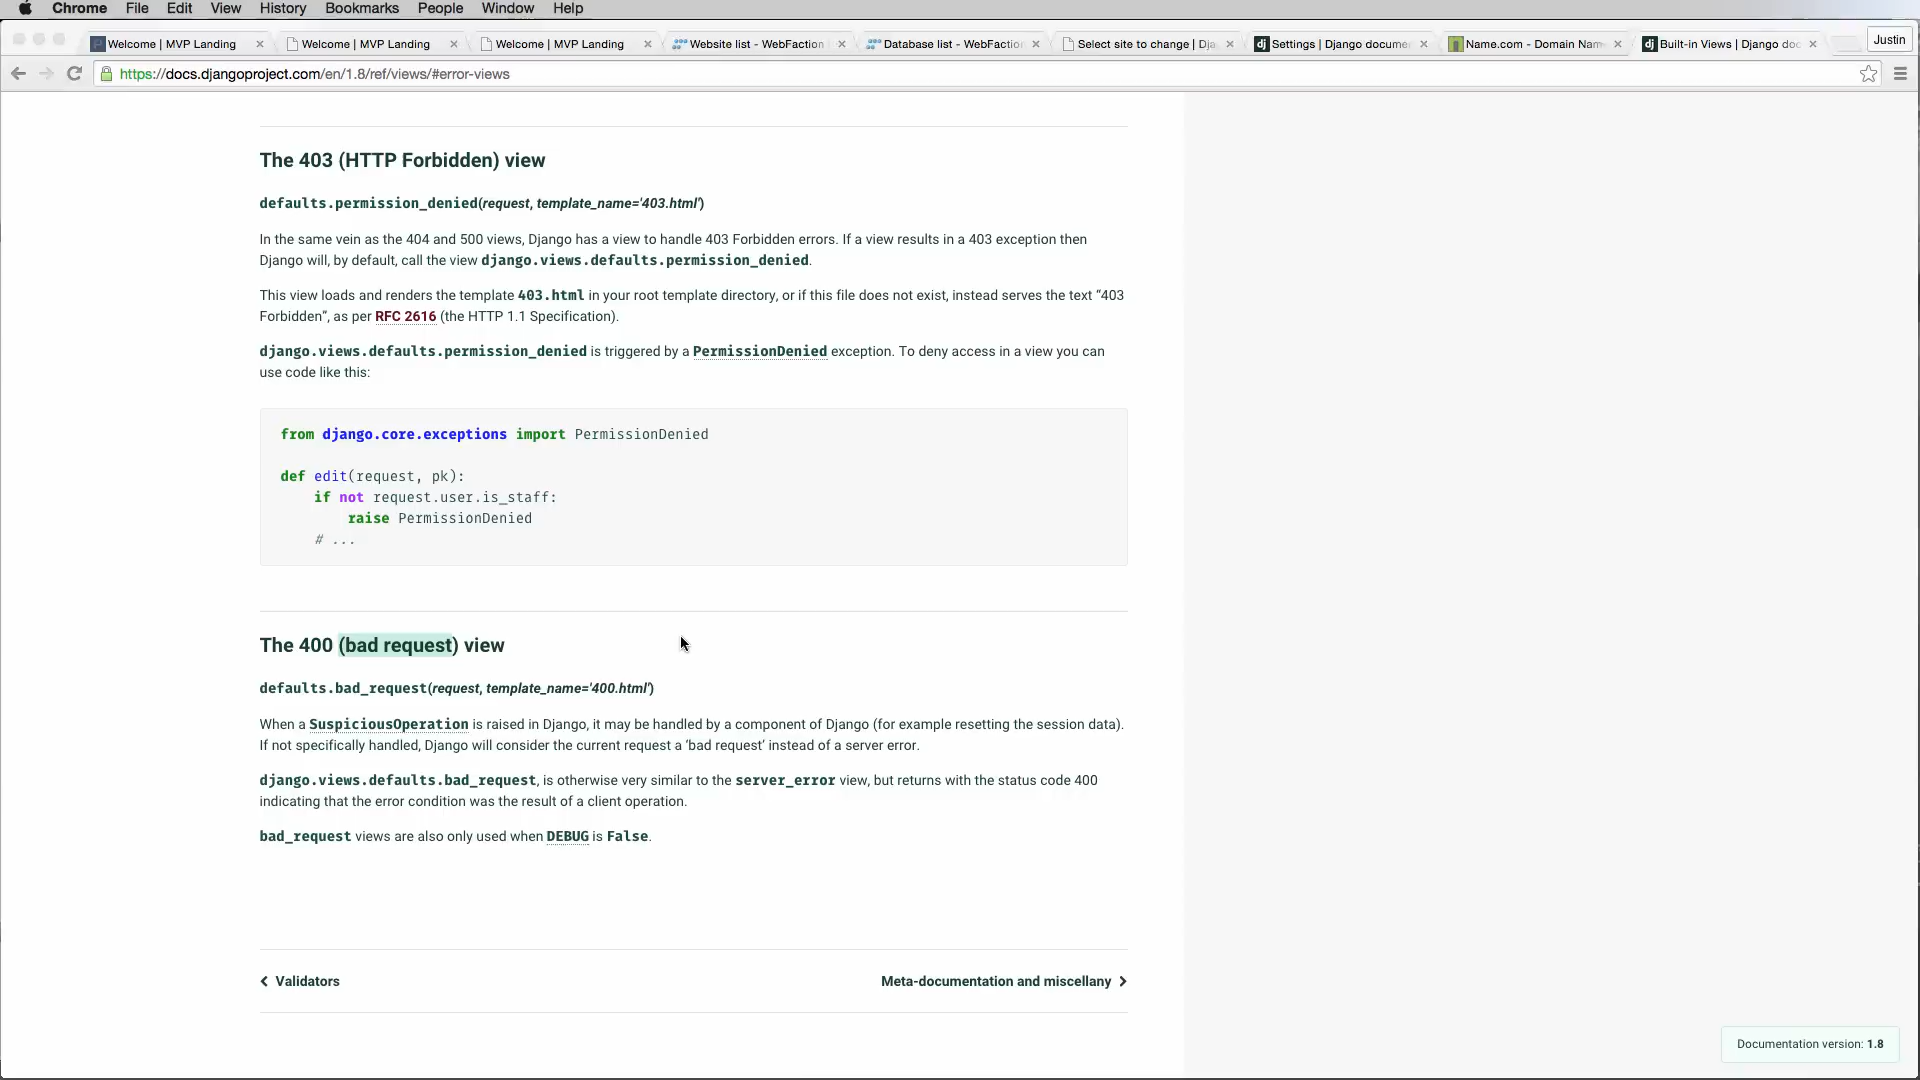 Chrome File Edit View History Bookmarks People Window Help
Welcome | MVP Landing Welcome | MVP Landing Welcome | MVP Landing Website list - WebFaction Database list - WebFactio Select site to change | Dja Settings | Django docume Name.com - Domain Nam Built-in Views | Django doc Justin
https://docs.djangoproject.com/en/1.8/ref/views/#error-views
The 403 (HTTP Forbidden) view
defaults.permission_denied(request, template_name='403.html')
In the same vein as the 404 and 500 views, Django has a view to handle 403 Forbidden errors. If a view results in a 403 exception then
Django will, by default, call the view django.views.defaults.permission_denied.
This view loads and renders the template 403.html in your root template directory, or if this file does not exist, instead serves the text “403
Forbidden”, as per RFC 2616 (the HTTP 1.1 Specification).
django.views.defaults.permission_denied is triggered by a PermissionDenied exception. To deny access in a view you can
use code like this:
from django.core.exceptions import PermissionDenied
def edit(request, pk):
if not request.user.is_staff:
raise PermissionDenied
# ...
The 400 (bad request) view
defaults.bad_request(request, template_name='400.html')
When a SuspiciousOperation is raised in Django, it may be handled by a component of Django (for example resetting the session data).
If not specifically handled, Django will consider the current request a ‘bad request’ instead of a server error.
django.views.defaults.bad_request, is otherwise very similar to the server_error view, but returns with the status code 400
indicating that the error condition was the result of a client operation.
bad_request views are also only used when DEBUG is False.
Validators Meta-documentation and miscellany
Documentation version: 1.8